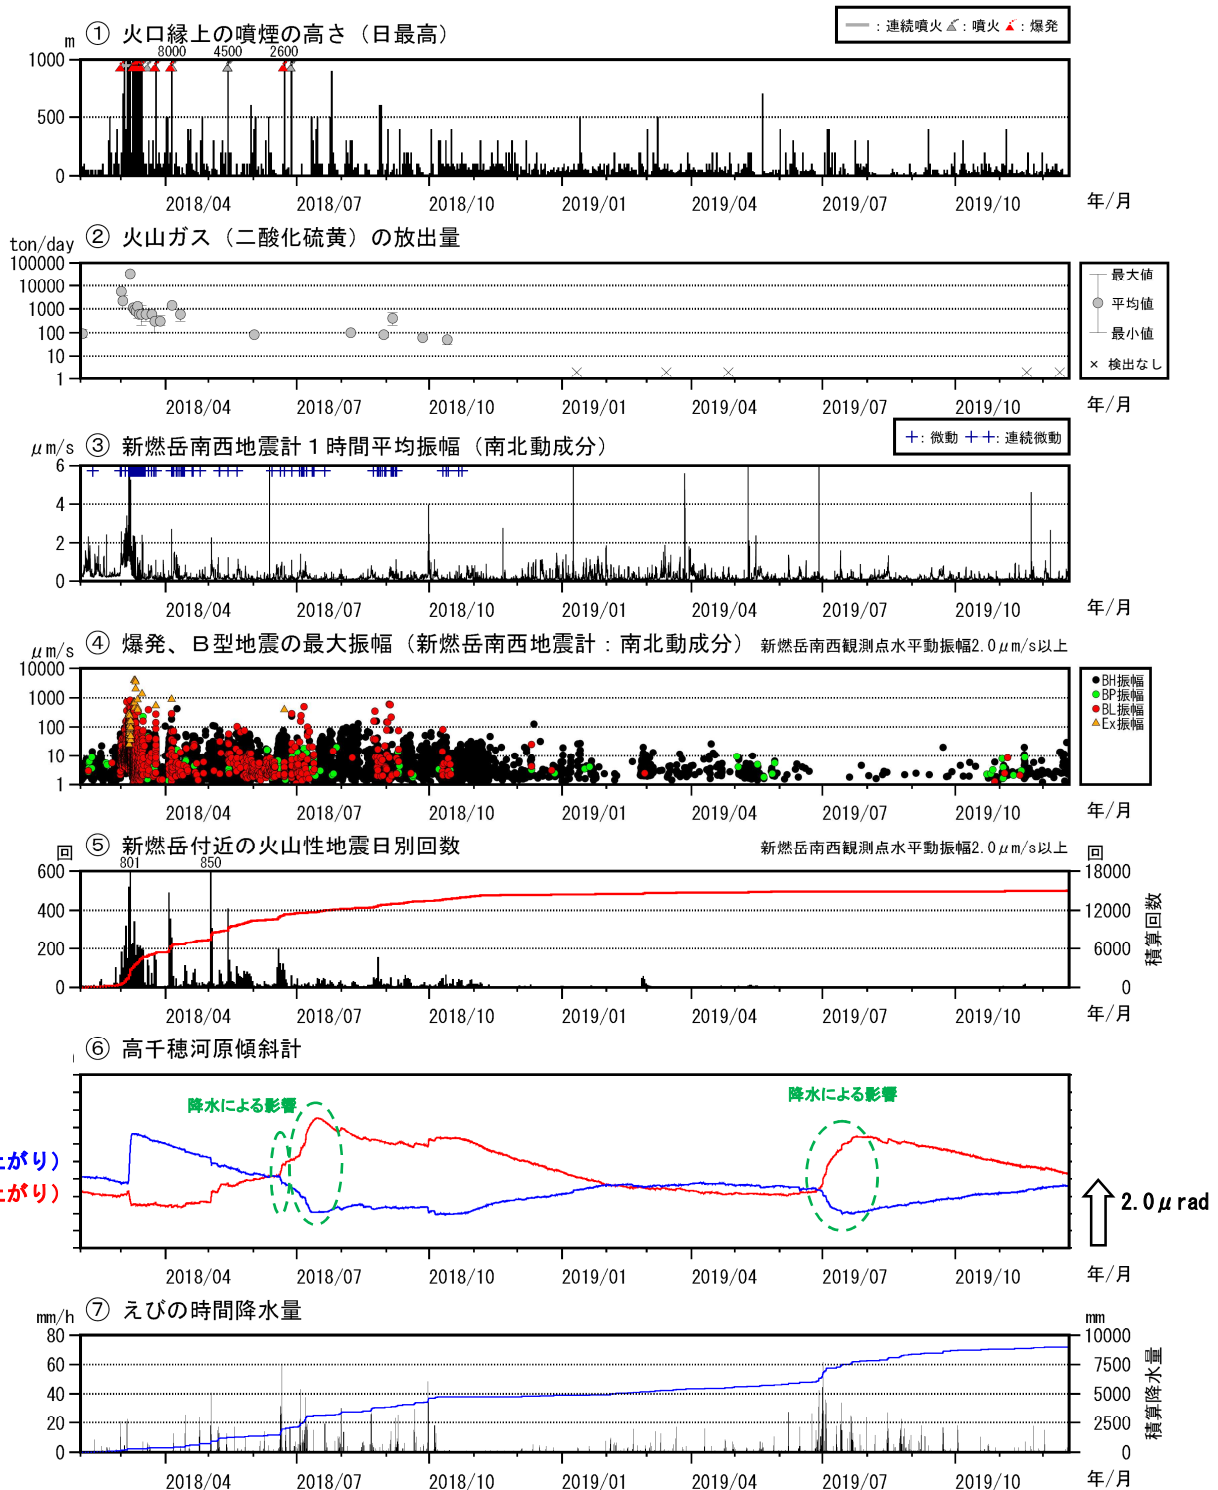 ① 火口縁上の噴煙の高さ（日最高）
：連続噴火 ：噴火 ：爆発
m
8000 4500 2600
1000
500
0
2018/04 2018/07 2018/10 2019/01 2019/04 2019/07 2019/10 年/月
② 火山ガス（二酸化硫黄）の放出量
ton/day
100000
10000
1000
100
10
1
最大値
平均値
最小値
× 検出なし
2018/04 2018/07 2018/10 2019/01 2019/04 2019/07 2019/10 年/月
③ 新燃岳南西地震計１時間平均振幅（南北動成分）
μm/s
＋：微動 ＋＋：連続微動
6
4
2
0
2018/04 2018/07 2018/10 2019/01 2019/04 2019/07 2019/10 年/月
④ 爆発、Ｂ型地震の最大振幅（新燃岳南西地震計：南北動成分） 新燃岳南西観測点水平動振幅2.0μm/s以上
μm/s
10000
1000
100
10
1
BH振幅
BP振幅
BL振幅
Ex振幅
2018/04 2018/07 2018/10 2019/01 2019/04 2019/07 2019/10 年/月
⑤ 新燃岳付近の火山性地震日別回数 新燃岳南西観測点水平動振幅2.0μm/s以上
回 801 850 回
600 18000
400 12000
200 6000
0 0
積算回数
2018/04 2018/07 2018/10 2019/01 2019/04 2019/07 2019/10 年/月
⑥ 高千穂河原傾斜計
降水による影響 降水による影響
上がり）
上がり）
2.0μrad
2018/04 2018/07 2018/10 2019/01 2019/04 2019/07 2019/10 年/月
⑦ えびの時間降水量
mm/h mm
80 10000
60 7500
40 5000
20 2500
0 0
積算降水量
2018/04 2018/07 2018/10 2019/01 2019/04 2019/07 2019/10 年/月